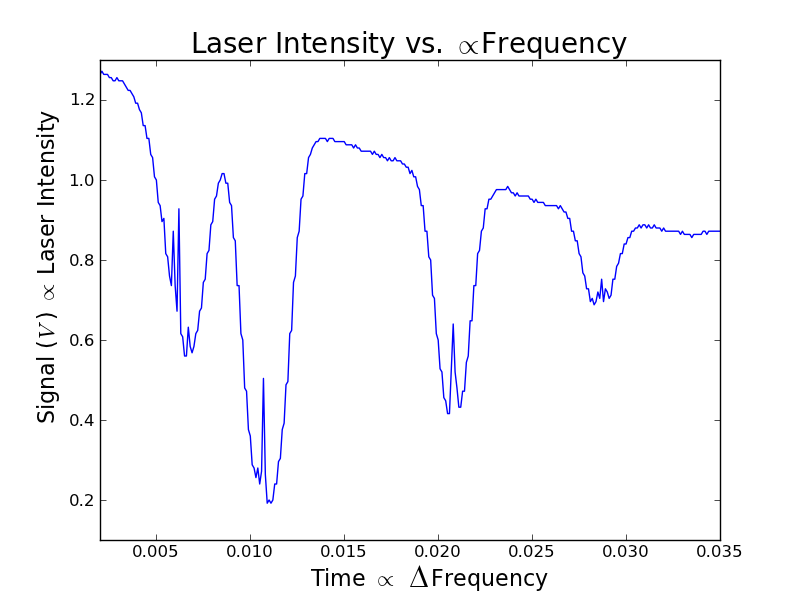 Laser Intensity vs. ∝Frequency
Signal (V) ∝ Laser Intensity
1.2
1.0
0.8
0.6
0.4
0.2
0.005 0.010 0.015 0.020 0.025 0.030 0.035
Time ∝ ΔFrequency